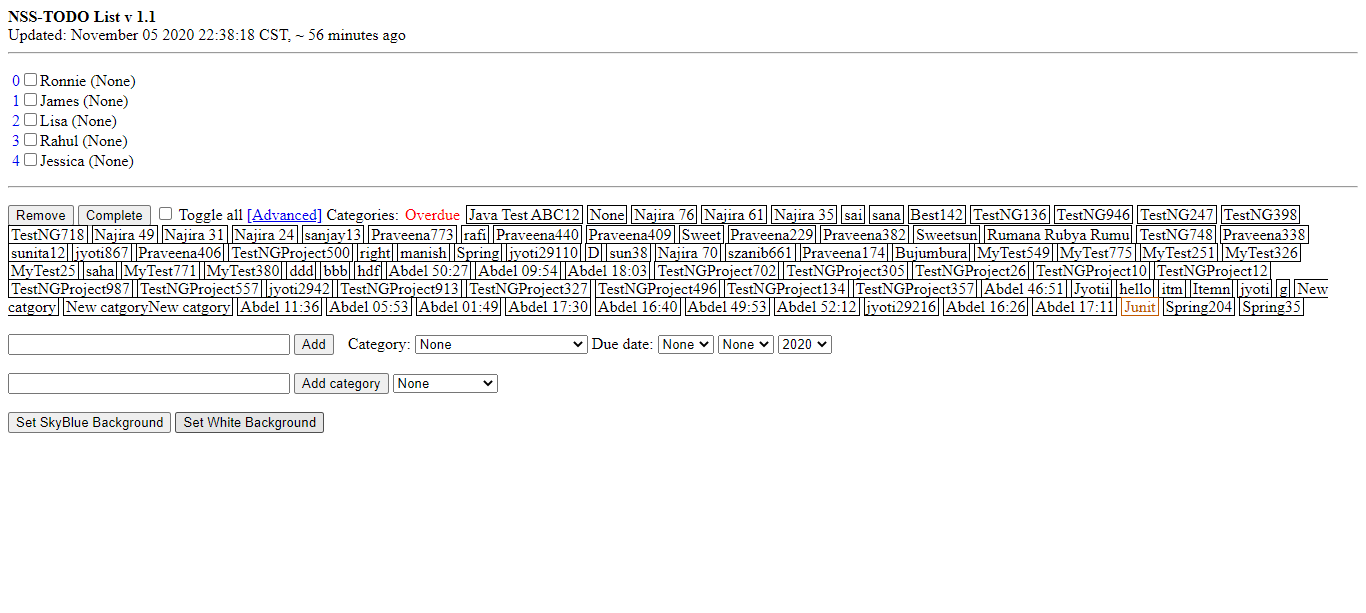 NSS-TODO List v 1.1
Updated: November 05 2020 22:38:18 CST, ~ 56 minutes ago
0 Ronnie (None)
1 James (None)
2 Lisa (None)
3 Rahul (None)
4 Jessica (None)
Remove Complete Toggle all [Advanced] Categories: Overdue Java Test ABC12 None Najira 76 Najira 61 Najira 35 sai sana Best142 TestNG136 TestNG946 TestNG247 TestNG398
TestNG718 Najira 49 Najira 31 Najira 24 sanjay13 Praveena773 rafi Praveena440 Praveena409 Sweet Praveena229 Praveena382 Sweetsun Rumana Rubya Rumu TestNG748 Praveena338
sunita12 jyoti867 Praveena406 TestNGProject500 right manish Spring jyoti29110 D sun38 Najira 70 szanib661 Praveena174 Bujumbura MyTest549 MyTest775 MyTest251 MyTest326
MyTest25 saha MyTest771 MyTest380 ddd bbb hdf Abdel 50:27 Abdel 09:54 Abdel 18:03 TestNGProject702 TestNGProject305 TestNGProject26 TestNGProject10 TestNGProject12
TestNGProject987 TestNGProject557 jyoti2942 TestNGProject913 TestNGProject327 TestNGProject496 TestNGProject134 TestNGProject357 Abdel 46:51 Jyotii hello itm Itemn jyoti g New
catgory New catgoryNew catgory Abdel 11:36 Abdel 05:53 Abdel 01:49 Abdel 17:30 Abdel 16:40 Abdel 49:53 Abdel 52:12 jyoti29216 Abdel 16:26 Abdel 17:11 Junit Spring204 Spring35
Add Category: None Due date: None None 2020
Add category None
Set SkyBlue Background Set White Background